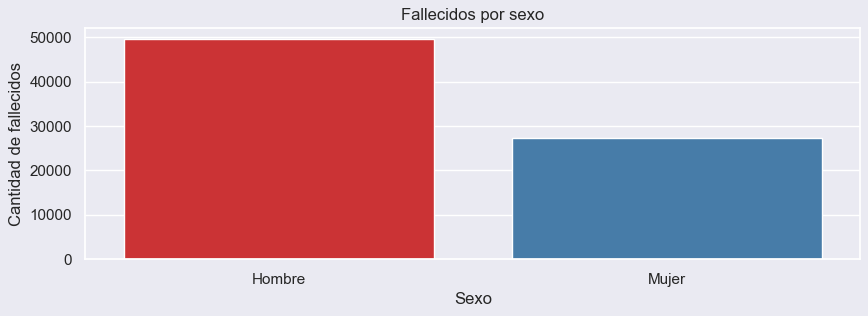 Fallecidos por sexo
Cantidad de fallecidos
50000
40000
30000
20000
10000
0
Hombre
Mujer
Sexo